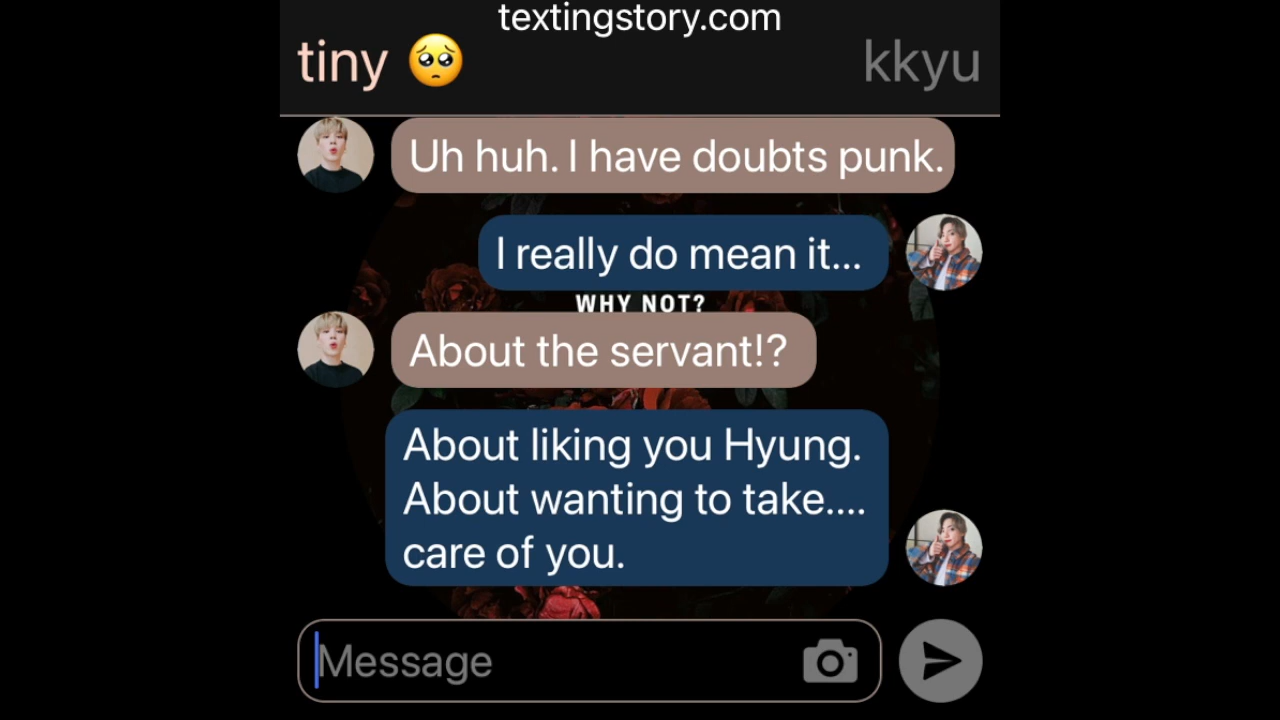 textingstory.com
tiny 🥺 kkyu
Uh huh. I have doubts punk.
I really do mean it...
WHY NOT?
About the servant!?
About liking you Hyung.
About wanting to take....
care of you.
Message